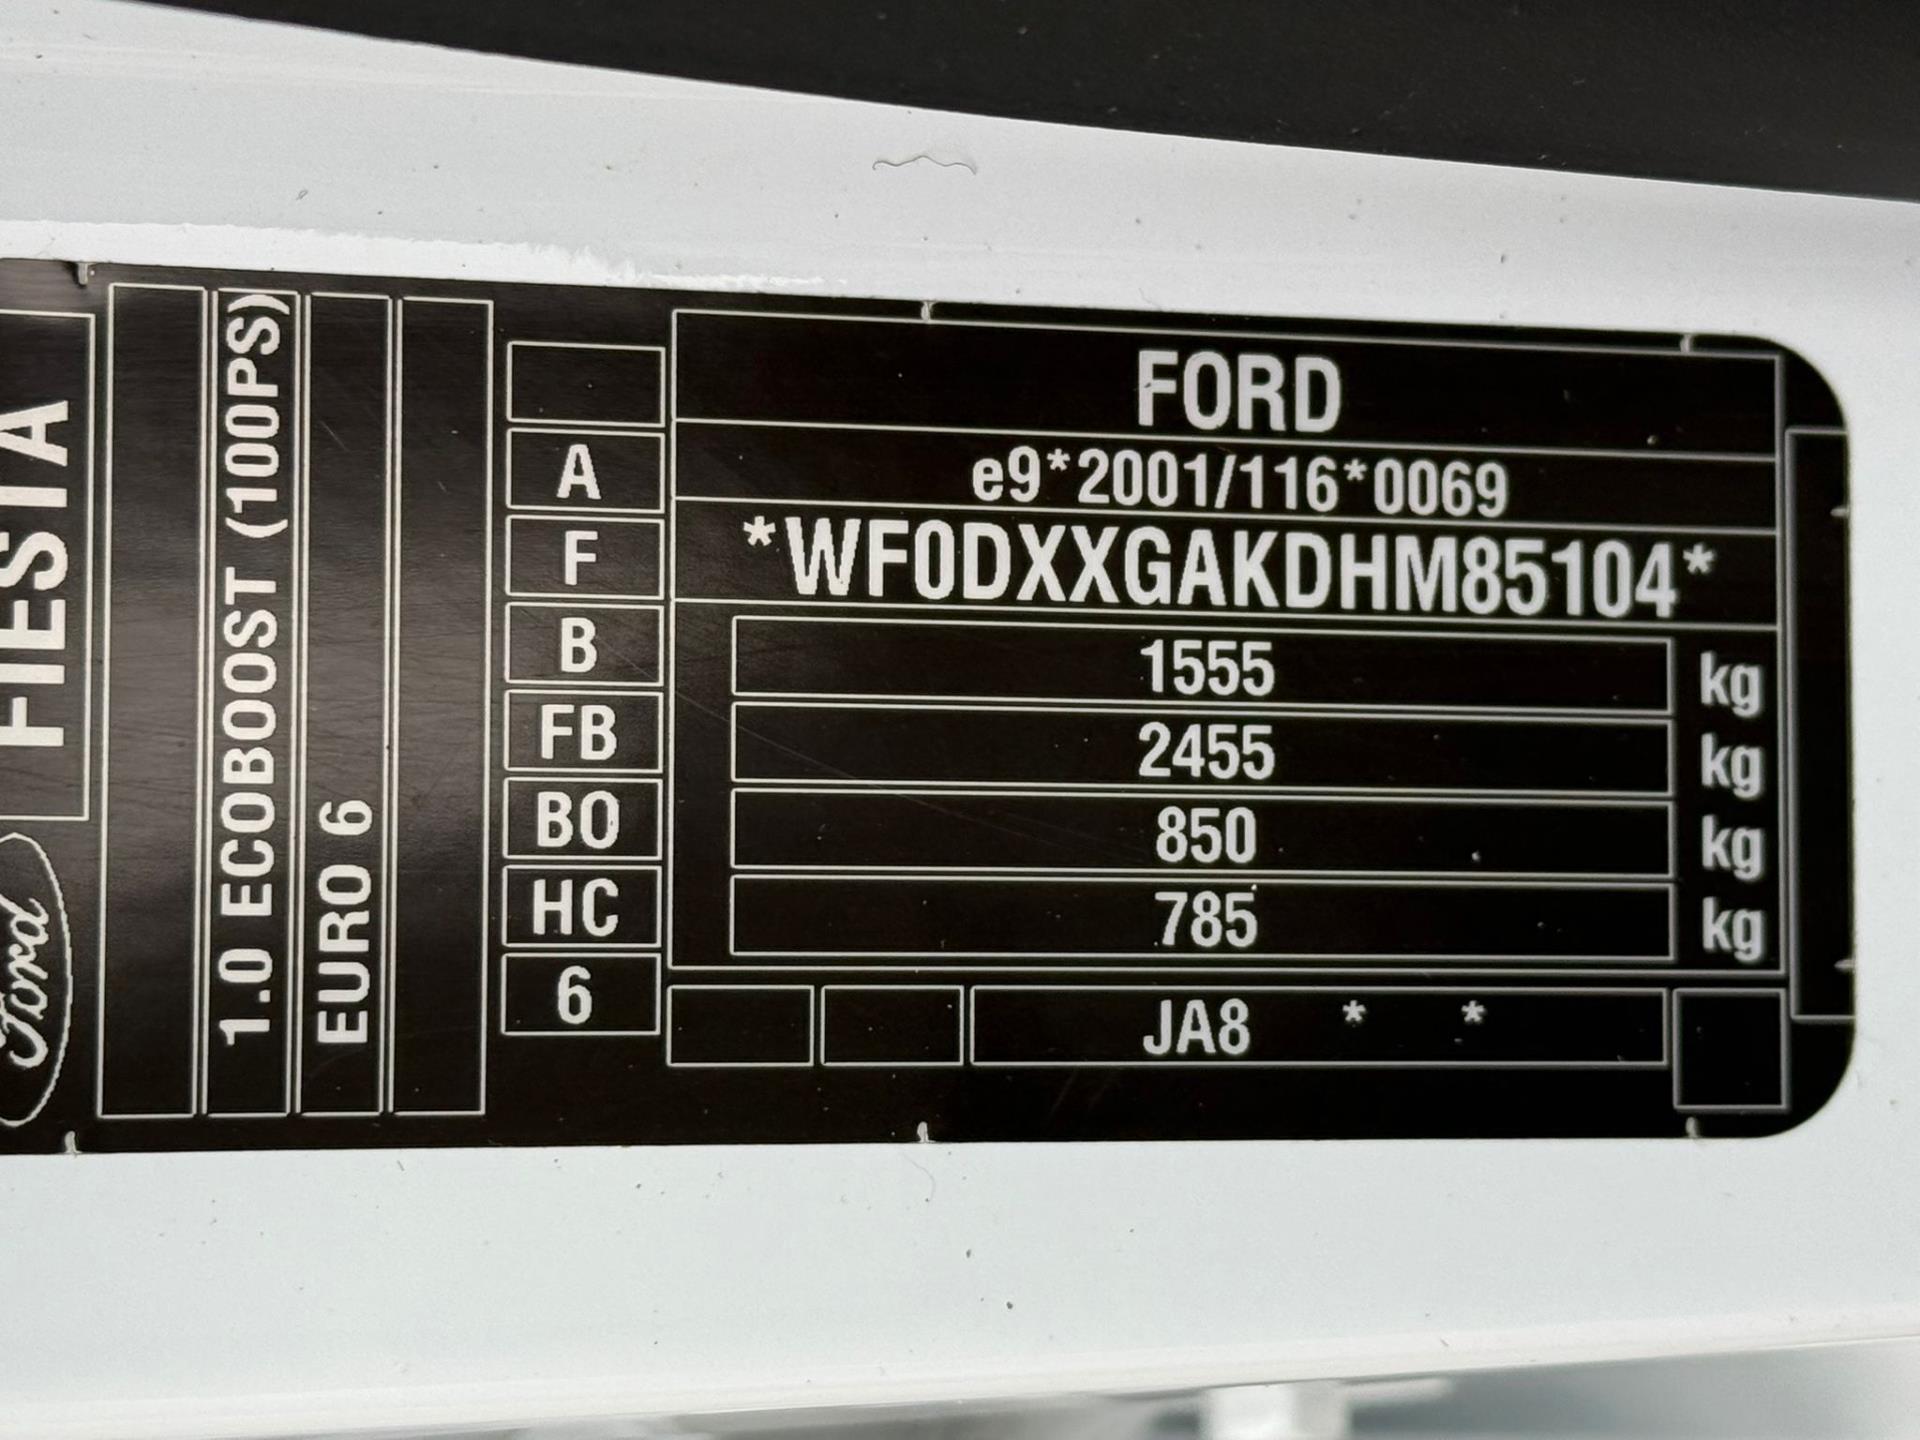 FIESTA
Ford
1.0 ECOBOOST (100PS)
EURO 6
FORD
A e9*2001/116*0069
F *WF0DXXGAKDHM85104*
B 1555 kg
FB 2455 kg
BO 850 kg
HC 785 kg
6 JA8 * *